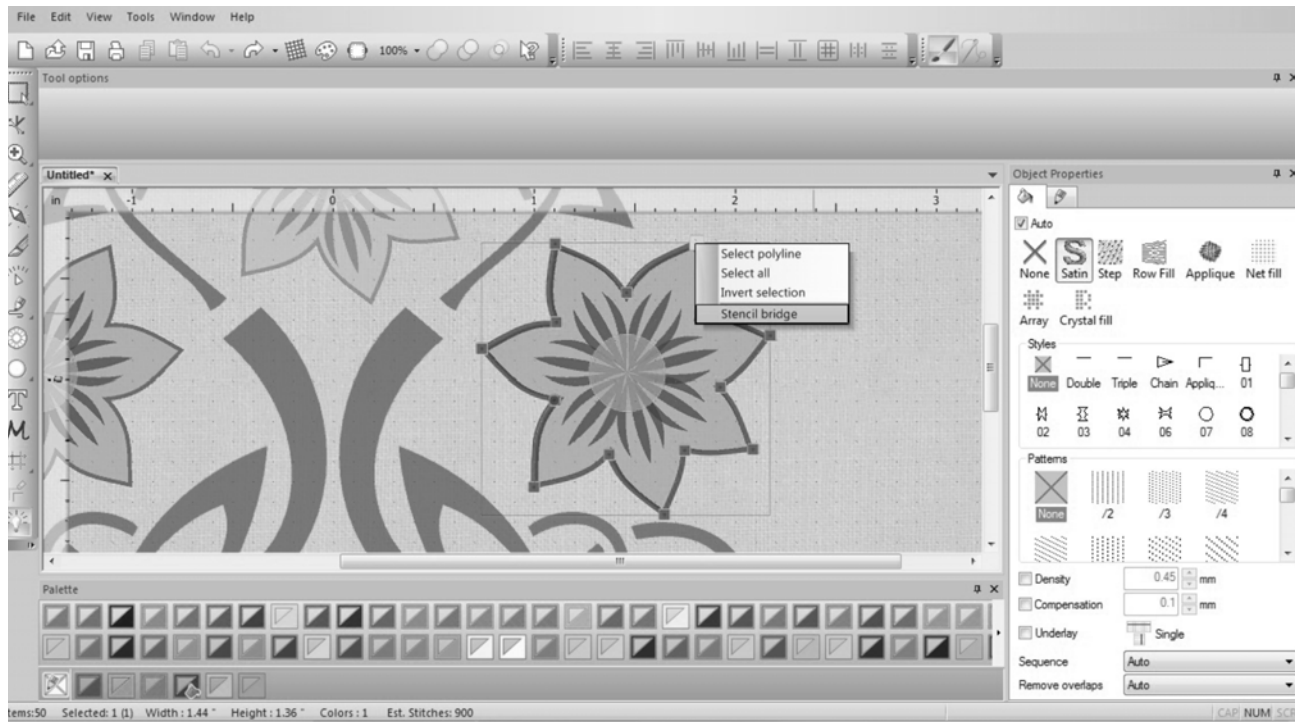 File Edit View Tools Window Help
100%
Tool options
Untitled* x
in -1 0 1 2 3
Select polyline
Select all
Invert selection
Stencil bridge
Palette
Object Properties
Auto
None Satin Step Row Fill Applique Net fill
Array Crystal fill
Styles
None Double Triple Chain Appliq... 01
02 03 04 06 07 08
Patterns
None /2 /3 /4
Density 0.45 mm
Compensation 0.1 mm
Underlay Single
Sequence Auto
Remove overlaps Auto
tems:50 Selected: 1 (1) Width : 1.44 " Height : 1.36 " Colors : 1 Est. Stitches: 900 CAP NUM SCR